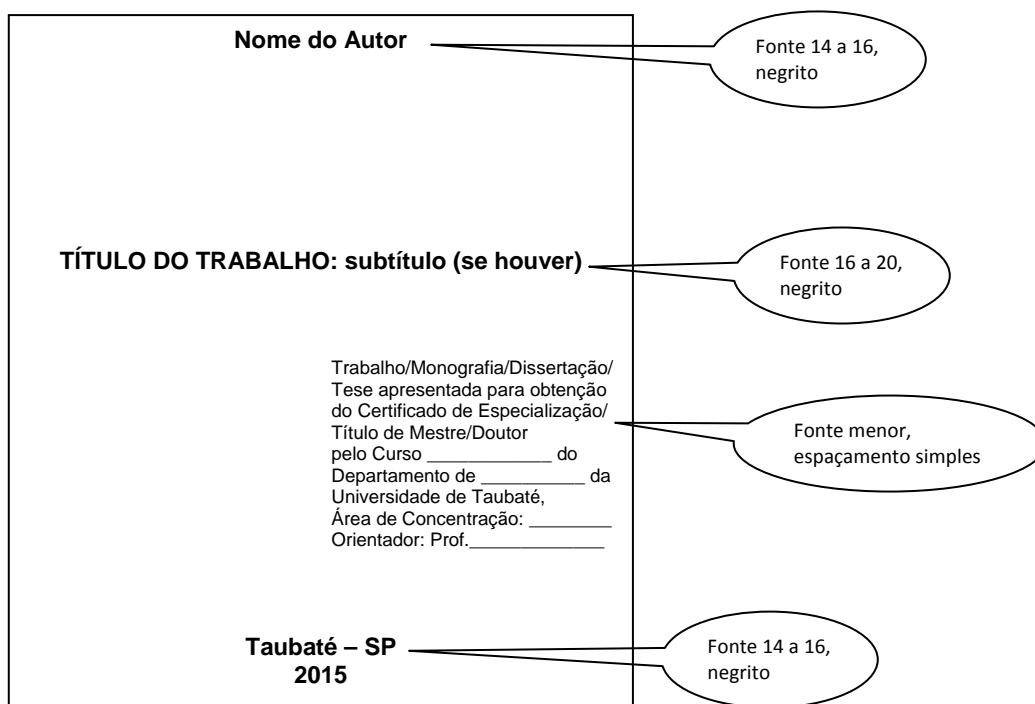 Nome do Autor
Fonte 14 a 16,
negrito
TÍTULO DO TRABALHO: subtítulo (se houver)
Fonte 16 a 20,
negrito
Trabalho/Monografia/Dissertação/
Tese apresentada para obtenção
do Certificado de Especialização/
Título de Mestre/Doutor
pelo Curso ____________ do
Departamento de __________ da
Universidade de Taubaté,
Área de Concentração: ________
Orientador: Prof._____________
Fonte menor,
espaçamento simples
Taubaté – SP
2015
Fonte 14 a 16,
negrito